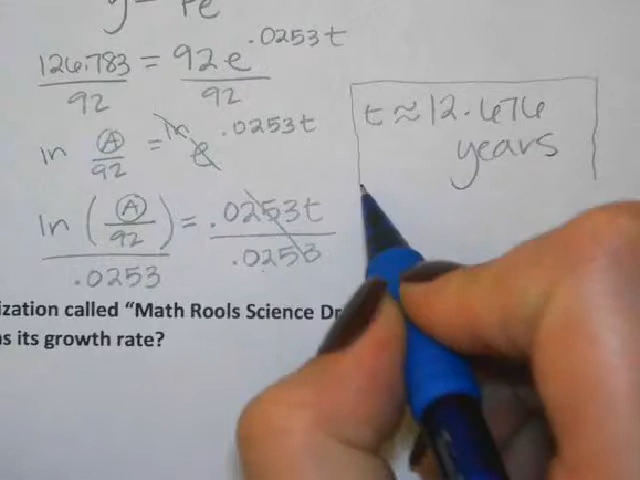 y = Pe
126.783 = 92e^.0253t
92 92
ln Ⓐ/92 = ln e^.0253t
ln (Ⓐ/92) = .0253t
.0253 .0253
t ≈ 12.676
years
ization called “Math Rools Science Dr
s its growth rate?